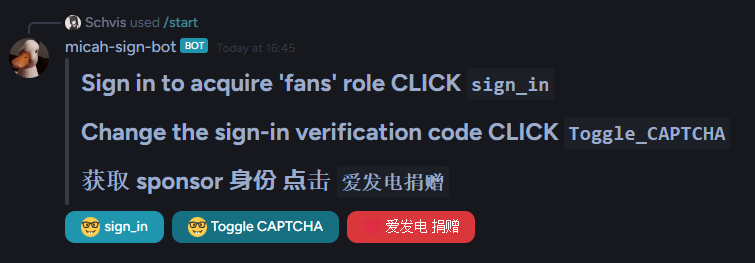 Schvis used /start
micah-sign-bot BOT Today at 16:45
Sign in to acquire 'fans' role CLICK sign_in
Change the sign-in verification code CLICK Toggle_CAPTCHA
获取 sponsor 身份 点击 爱发电捐赠
sign_in Toggle CAPTCHA 爱发电 捐赠